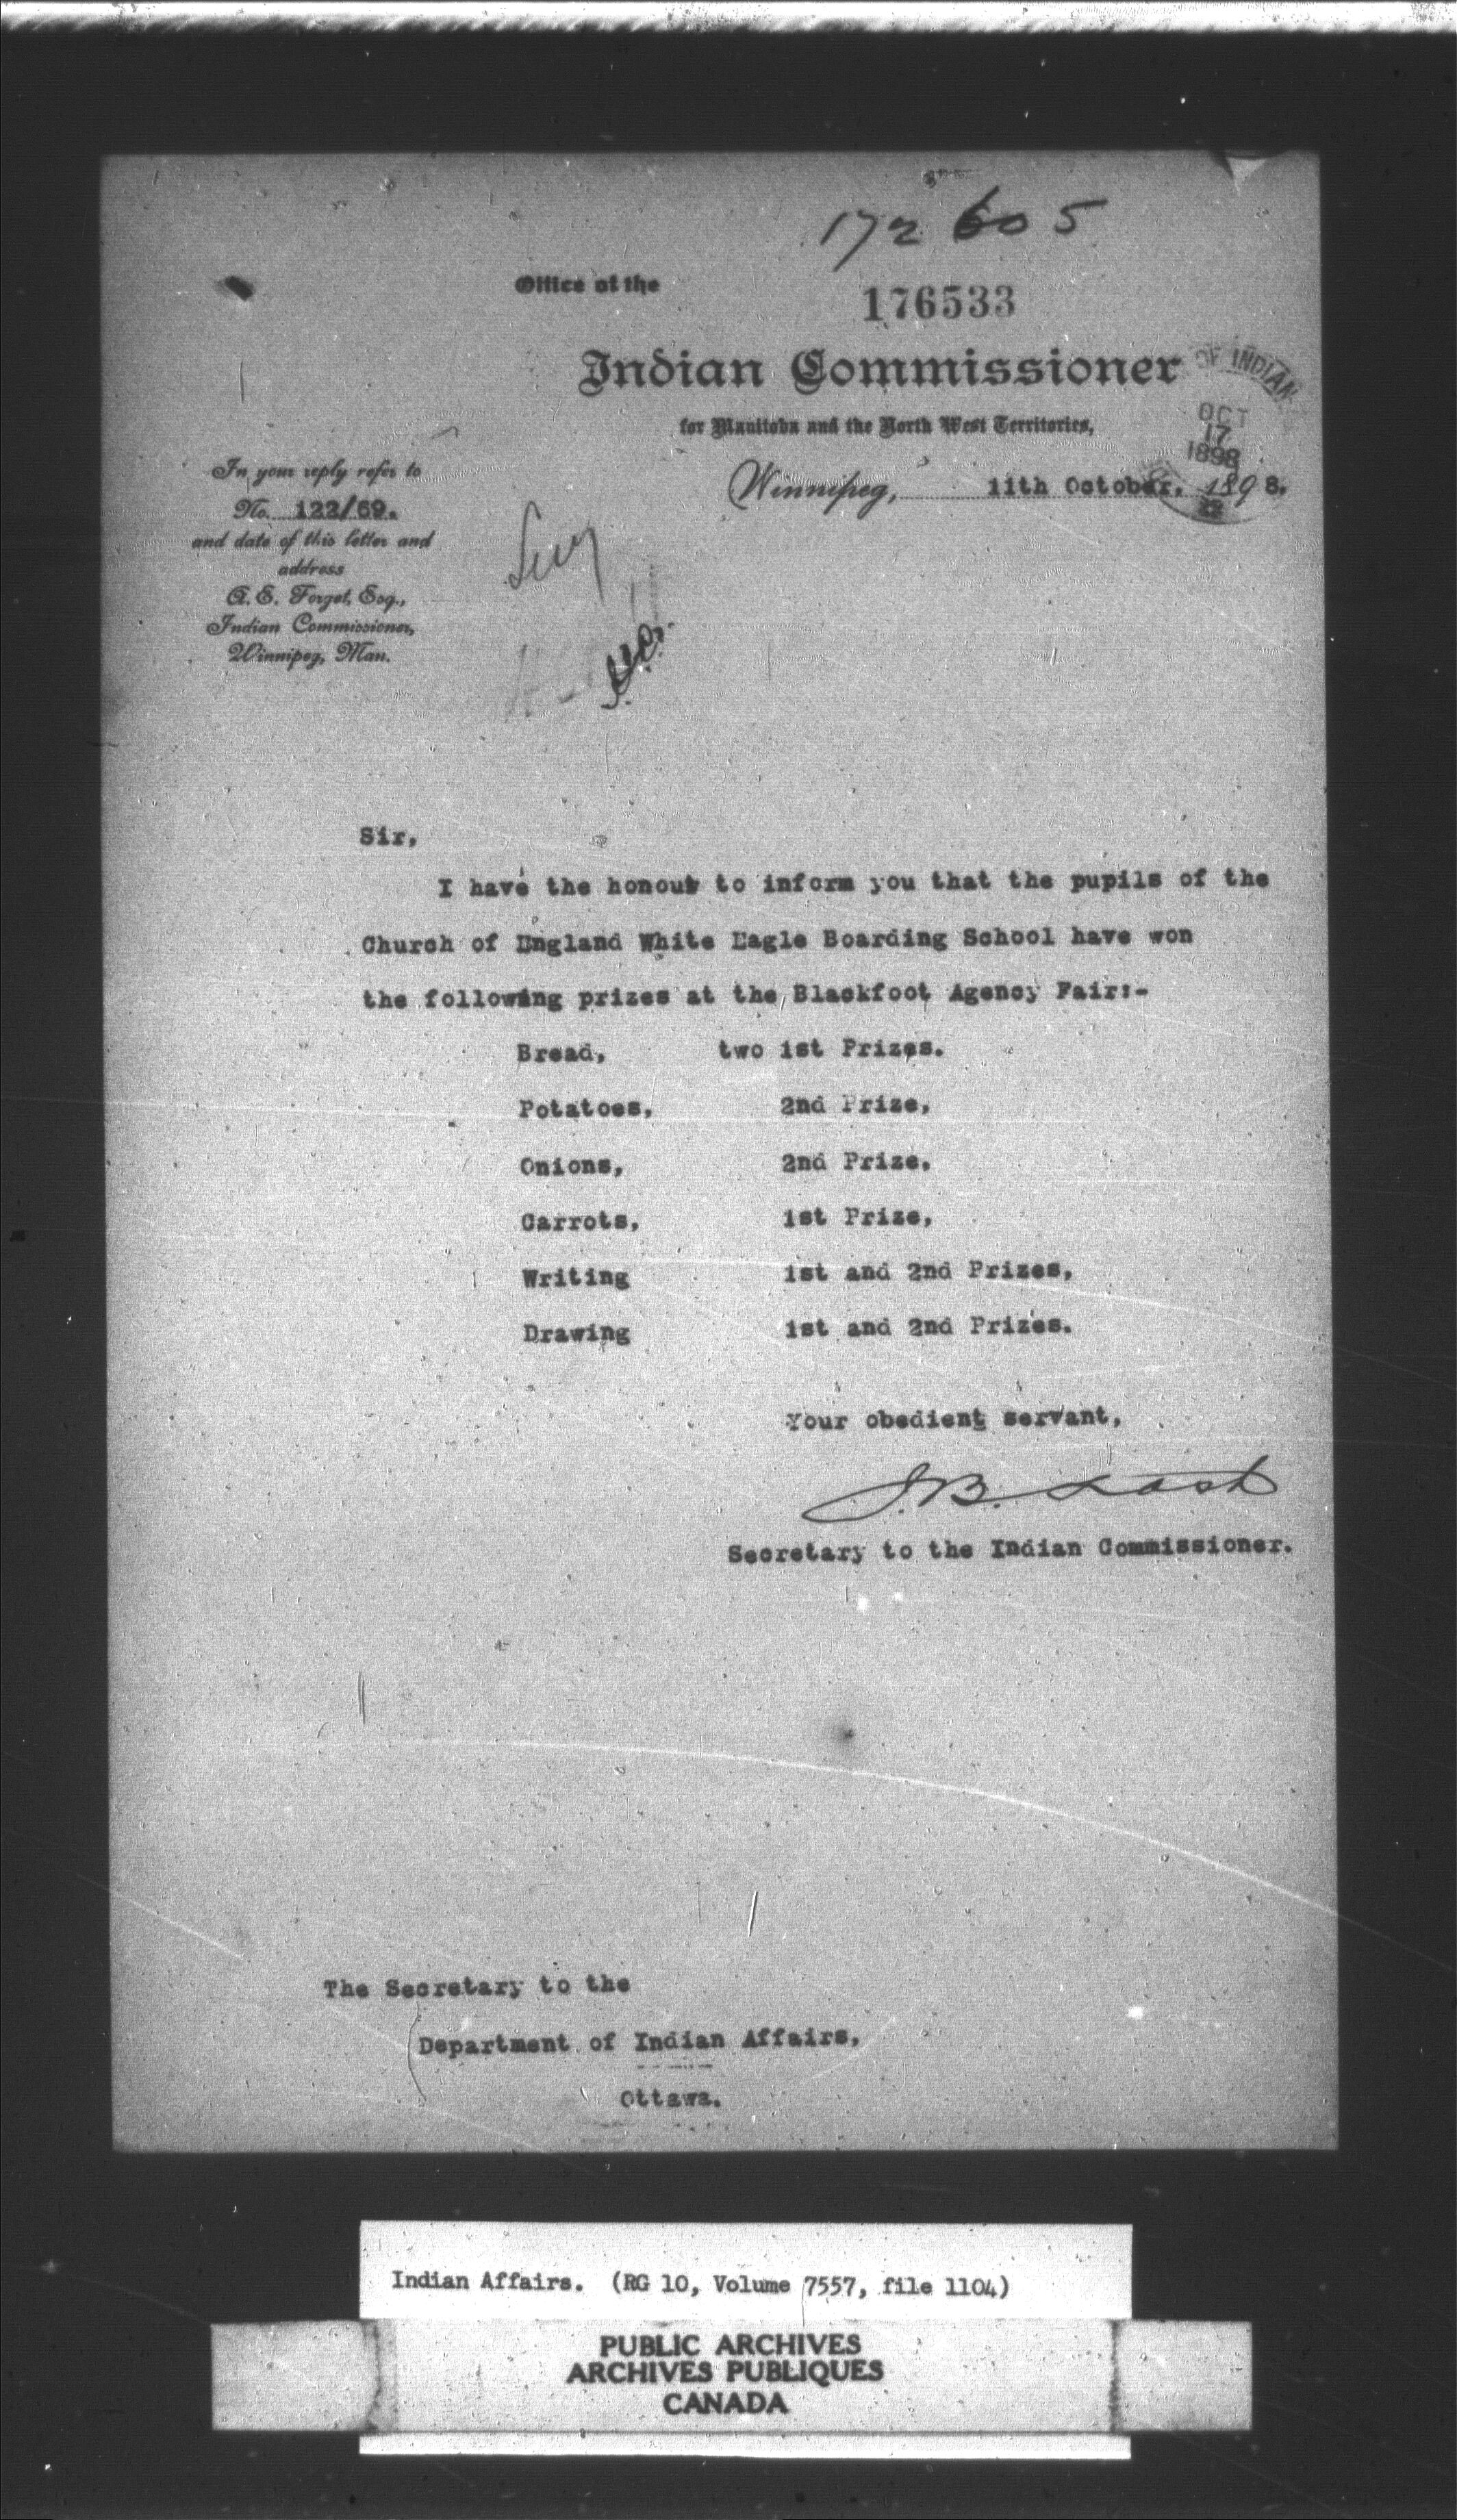 172605
Office of the
176533
Indian Commissioner
for Manitoba and the North West Territories,
OF INDIAN
OCT
17
1898
Winnipeg, 11th October, 1898.
In your reply refer to
No. 122/69.
and date of this letter and
address
A. E. Forget, Esq.,
Indian Commissioner,
Winnipeg, Man.
Sir,
I have the honour to inform you that the pupils of the
Church of England White Eagle Boarding School have won
the following prizes at the Blackfoot Agency Fair:-
Bread, two 1st Prizes.
Potatoes, 2nd Prize,
Onions, 2nd Prize,
Carrots, 1st Prize,
Writing 1st and 2nd Prizes,
Drawing 1st and 2nd Prizes.
Your obedient servant,
J.B. Lash
Secretary to the Indian Commissioner.
The Secretary to the
Department of Indian Affairs,
Ottawa.
Indian Affairs. (RG 10, Volume 7557, file 1104)
PUBLIC ARCHIVES
ARCHIVES PUBLIQUES
CANADA